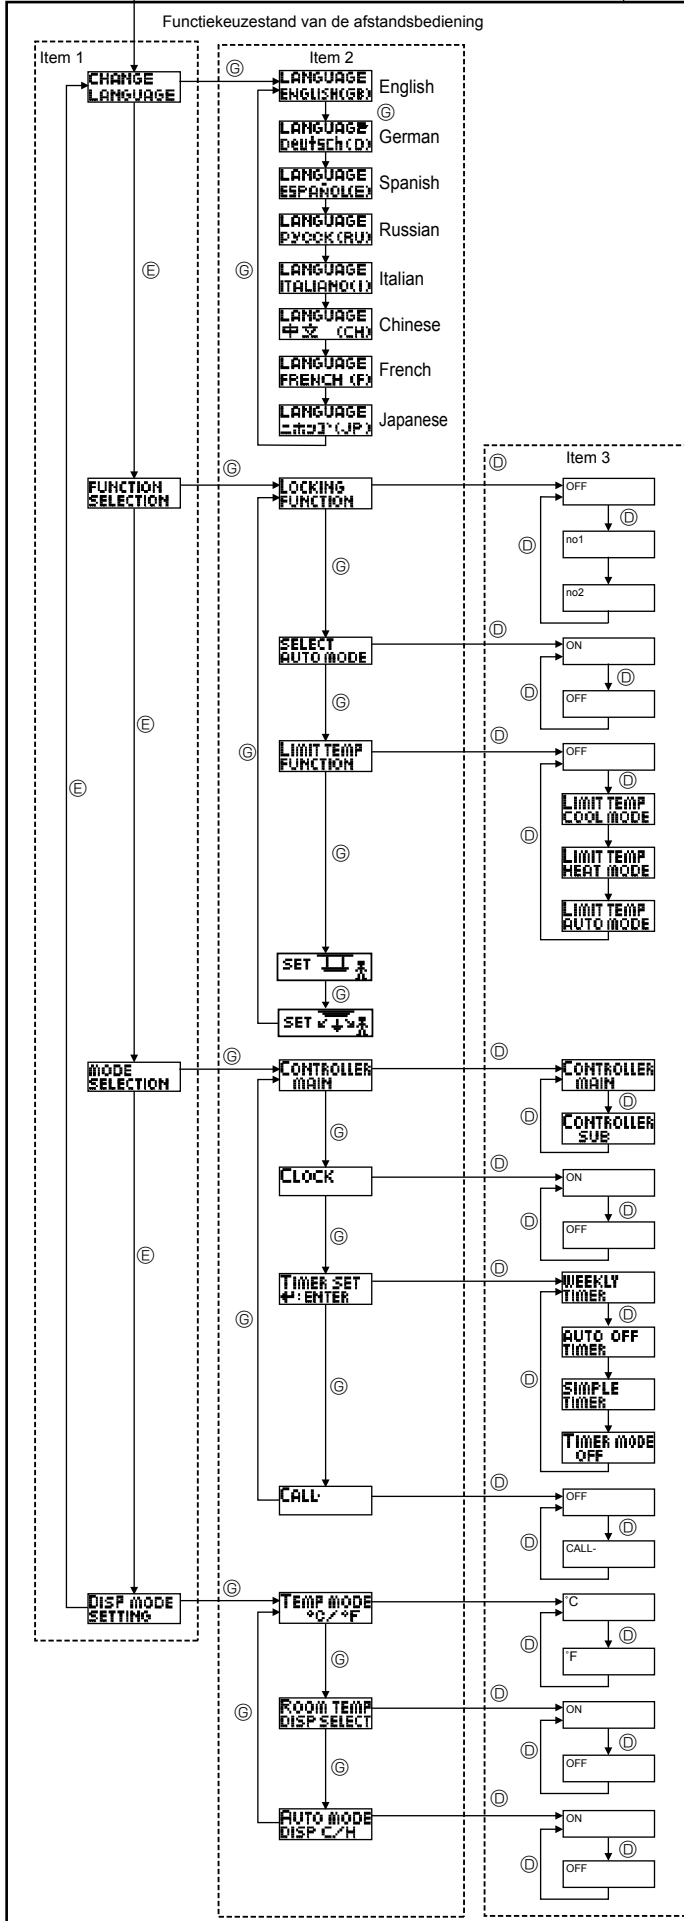 Functiekeuzestand van de afstandsbediening
Item 1
Item 2
CHANGE
LANGUAGE
Ⓖ
LANGUAGE
ENGLISH(GB)
English
Ⓖ
LANGUAGE
Deutsch(D)
German
LANGUAGE
ESPAÑOL(E)
Spanish
LANGUAGE
РУССК(RU)
Russian
Ⓔ
Ⓖ
LANGUAGE
ITALIANO(I)
Italian
LANGUAGE
中文 (CH)
Chinese
LANGUAGE
FRENCH (F)
French
LANGUAGE
ニホンゴ(JP)
Japanese
Item 3
FUNCTION
SELECTION
Ⓖ
LOCKING
FUNCTION
Ⓓ
OFF
Ⓓ
Ⓓ
no1
no2
Ⓖ
SELECT
AUTO MODE
Ⓓ
ON
Ⓓ
Ⓓ
OFF
Ⓖ
Ⓔ
Ⓖ
LIMIT TEMP
FUNCTION
Ⓓ
OFF
Ⓓ
Ⓔ
LIMIT TEMP
COOL MODE
Ⓓ
LIMIT TEMP
HEAT MODE
Ⓖ
LIMIT TEMP
AUTO MODE
SET
Ⓖ
SET
MODE
SELECTION
Ⓖ
CONTROLLER
MAIN
Ⓓ
CONTROLLER
MAIN
Ⓓ
Ⓓ
CONTROLLER
SUB
Ⓖ
CLOCK
Ⓓ
ON
Ⓓ
Ⓓ
OFF
Ⓖ
Ⓔ
TIMER SET
↵:ENTER
Ⓓ
WEEKLY
TIMER
Ⓓ
Ⓖ
AUTO OFF
TIMER
Ⓓ
SIMPLE
TIMER
Ⓖ
TIMER MODE
OFF
CALL-
Ⓓ
OFF
Ⓓ
Ⓓ
CALL-
DISP MODE
SETTING
Ⓖ
TEMP MODE
°C/°F
Ⓓ
°C
Ⓓ
Ⓓ
°F
Ⓖ
ROOM TEMP
DISP SELECT
Ⓓ
ON
Ⓖ
Ⓓ
Ⓓ
OFF
Ⓖ
AUTO MODE
DISP C/H
Ⓓ
ON
Ⓓ
Ⓓ
OFF